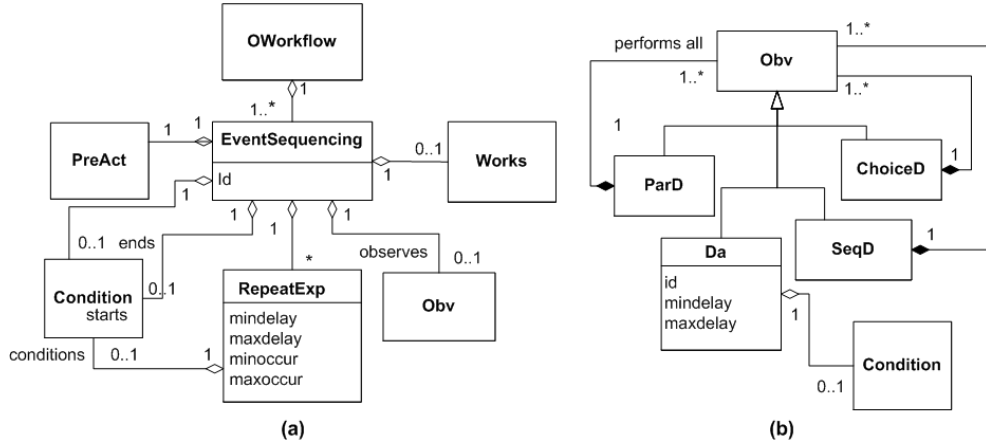 OWorkflow
1
1..*
PreAct
1
1
EventSequencing
Id
0..1
1
Works
1
1
1
1
0..1
ends
observes
*
0..1
0..1
Condition
starts
RepeatExp
mindelay
maxdelay
minoccur
maxoccur
Obv
conditions
0..1
1
(a)
performs all
1..*
Obv
1..*
1..*
1
ParD
ChoiceD
1
Da
id
mindelay
maxdelay
SeqD
1
1
Condition
0..1
(b)